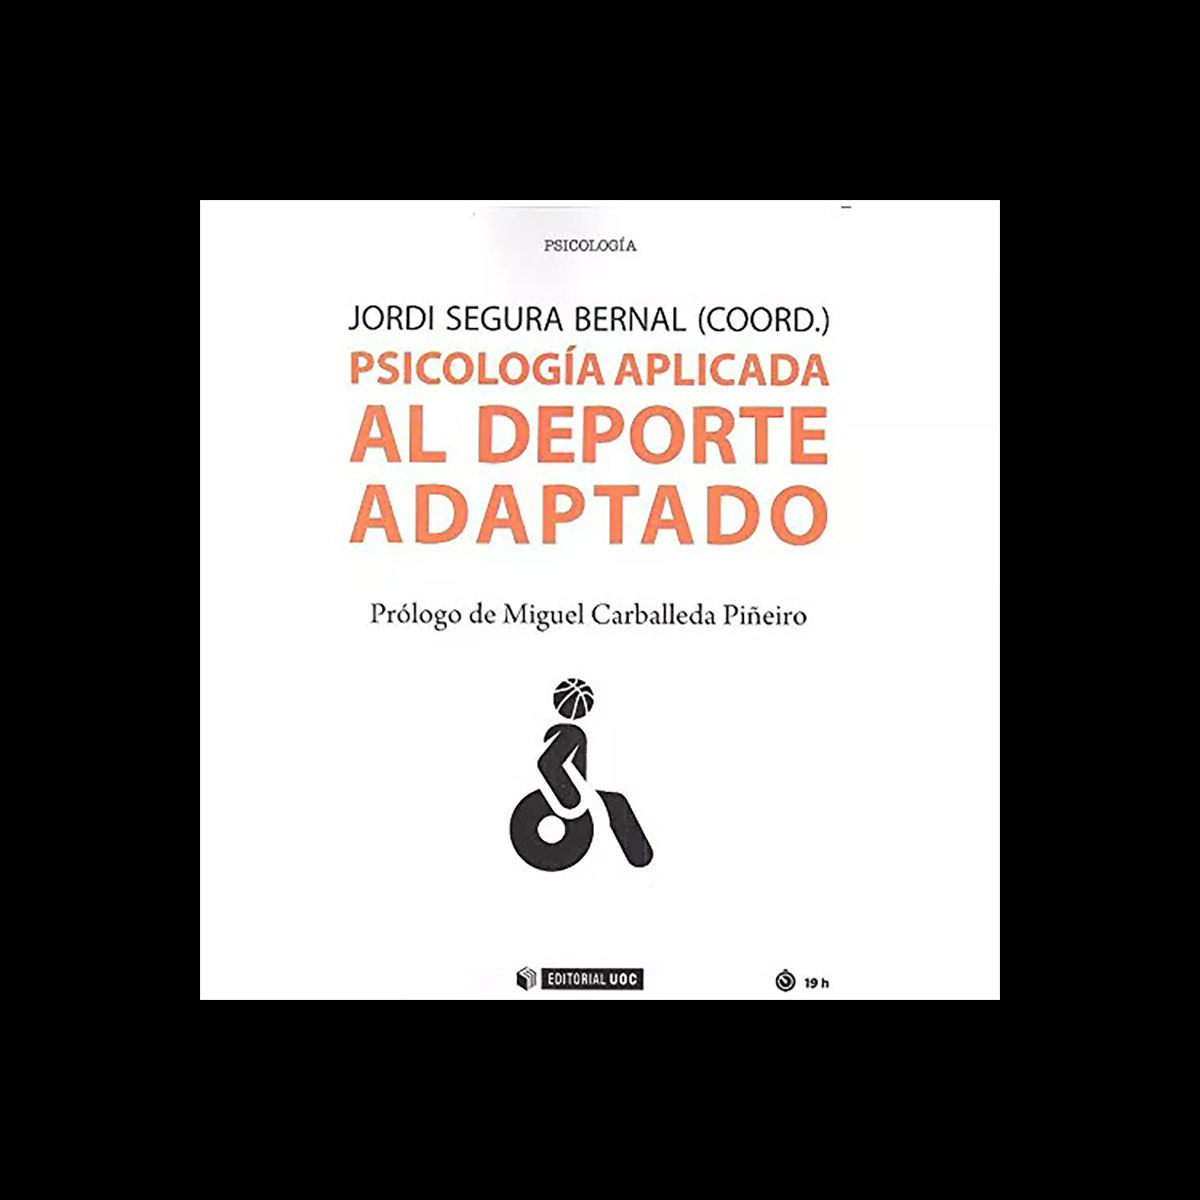 PSICOLOGÍA
JORDI SEGURA BERNAL (COORD.)
PSICOLOGÍA APLICADA
AL DEPORTE
ADAPTADO
Prólogo de Miguel Carballeda Piñeiro
EDITORIAL UOC
19 h